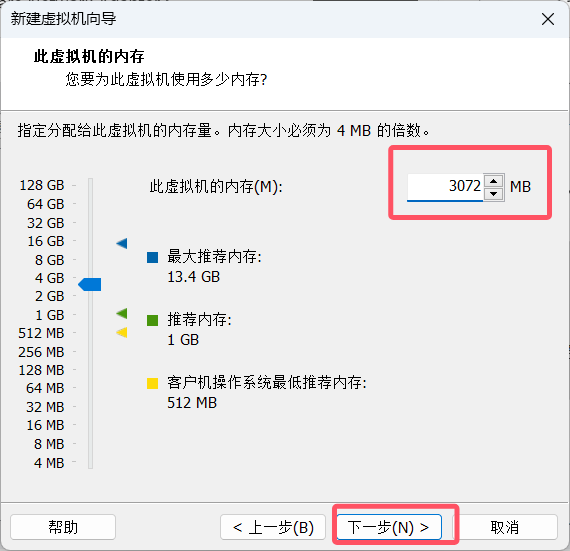 新建虚拟机向导
此虚拟机的内存
您要为此虚拟机使用多少内存?
指定分配给此虚拟机的内存量。内存大小必须为 4 MB 的倍数。
128 GB
64 GB
32 GB
16 GB
8 GB
4 GB
2 GB
1 GB
512 MB
256 MB
128 MB
64 MB
32 MB
16 MB
8 MB
4 MB
此虚拟机的内存(M):
3072 MB
最大推荐内存:
13.4 GB
推荐内存:
1 GB
客户机操作系统最低推荐内存:
512 MB
帮助
< 上一步(B)
下一步(N) >
取消